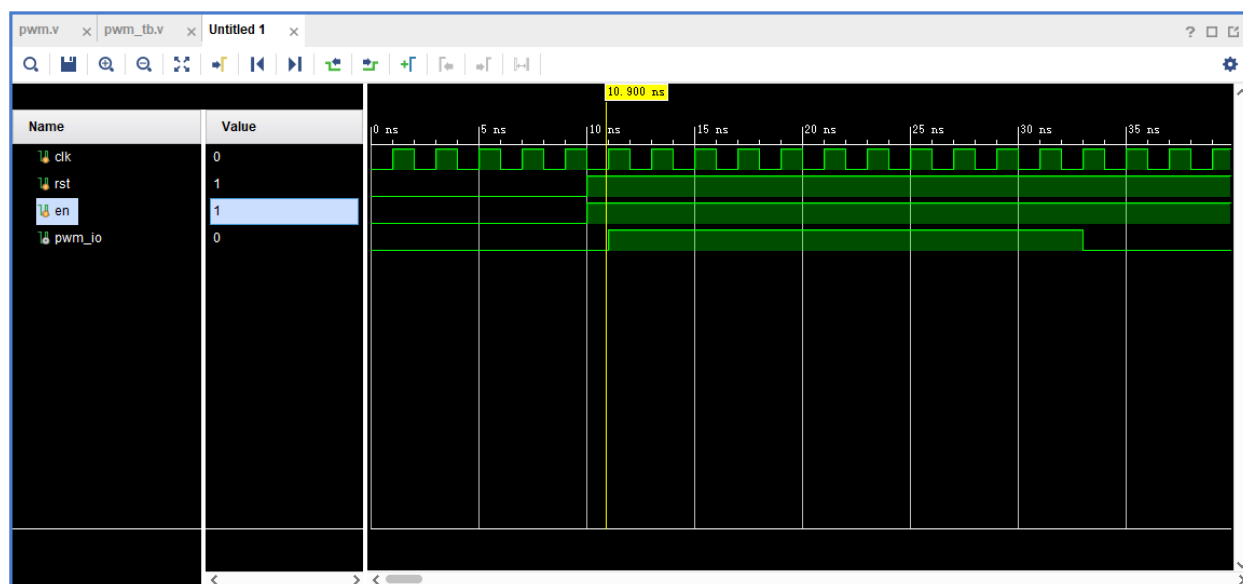 pwm.v × pwm_tb.v × Untitled 1 × ?
10.900 ns
Name Value
0 ns 5 ns 10 ns 15 ns 20 ns 25 ns 30 ns 35 ns
clk 0
rst 1
en 1
pwm_io 0